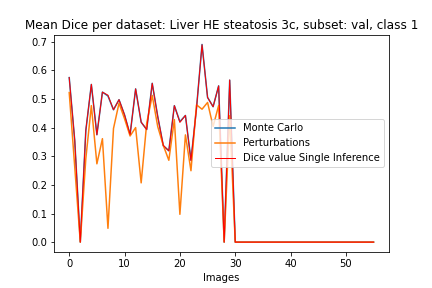 Mean Dice per dataset: Liver HE steatosis 3c, subset: val, class 1
0.7
0.6
0.5
0.4
0.3
0.2
0.1
0.0
Monte Carlo
Perturbations
Dice value Single Inference
0 10 20 30 40 50
Images